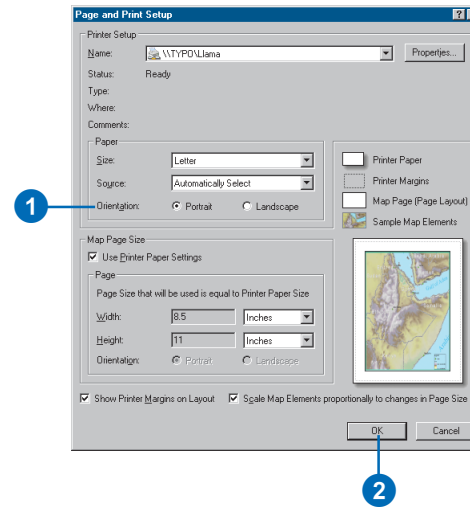 Page and Print Setup
Printer Setup
Name: \\TYPO\Llama Properties...
Status: Ready
Type:
Where:
Comments:
Paper
Size: Letter
Source: Automatically Select
1 Orientation: Portrait Landscape
Printer Paper
Printer Margins
Map Page (Page Layout)
Sample Map Elements
Map Page Size
Use Printer Paper Settings
Page
Page Size that will be used is equal to Printer Paper Size
Width: 8.5 Inches
Height: 11 Inches
Orientation: Portrait Landscape
Show Printer Margins on Layout Scale Map Elements proportionally to changes in Page Size
OK Cancel
2